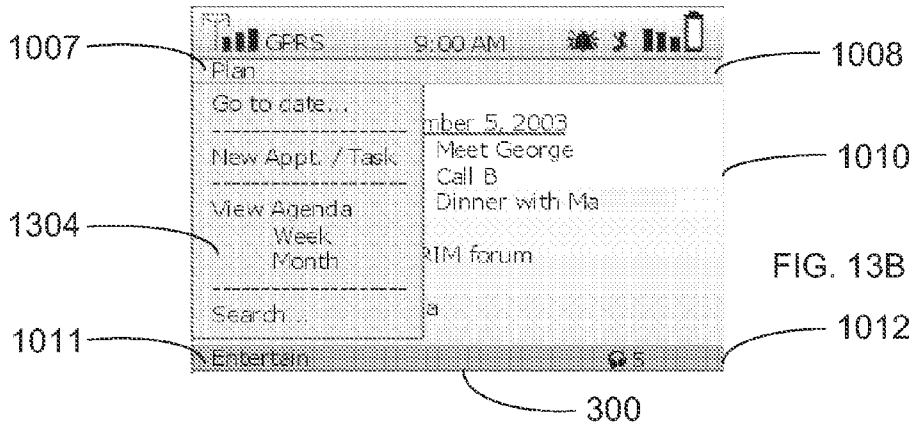 1007
GPRS
9:00 AM
1008
Plan
Go to date...
mber 5, 2003
New Appt. / Task
Meet George
1010
Call B
View Agenda
Dinner with Ma
1304
Week
RIM forum
Month
FIG. 13B
Search...
a
1011
1012
Entertain
5
300